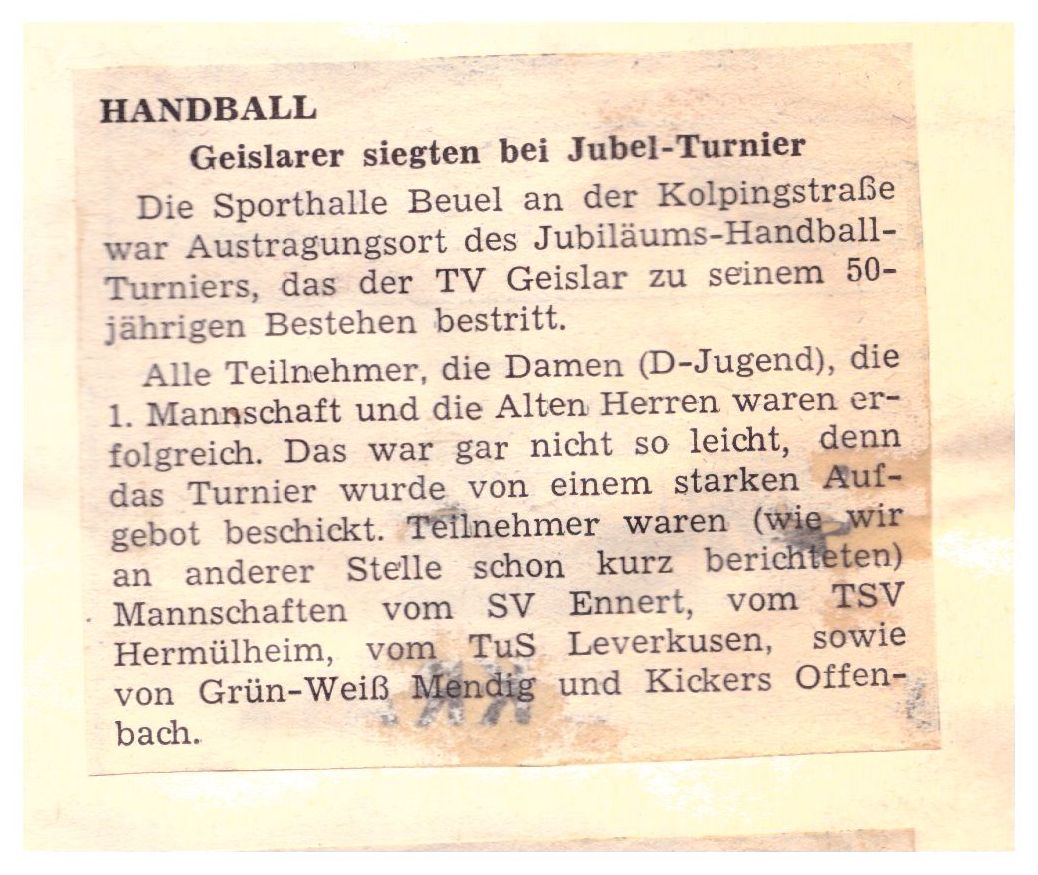 HANDBALL
Geislarer siegten bei Jubel-Turnier
Die Sporthalle Beuel an der Kolpingstraße
war Austragungsort des Jubiläums-Handball-
Turniers, das der TV Geislar zu seinem 50-
jährigen Bestehen bestritt.
Alle Teilnehmer, die Damen (D-Jugend), die
1. Mannschaft und die Alten Herren waren er-
folgreich. Das war gar nicht so leicht, denn
das Turnier wurde von einem starken Auf-
gebot beschickt. Teilnehmer waren (wie wir
an anderer Stelle schon kurz berichteten)
Mannschaften vom SV Ennert, vom TSV
Hermülheim, vom TuS Leverkusen, sowie
von Grün-Weiß Mendig und Kickers Offen-
bach.